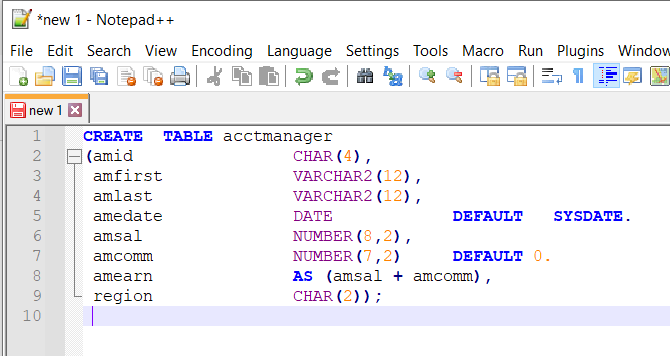 *new 1 - Notepad++
File Edit Search View Encoding Language Settings Tools Macro Run Plugins Window
new 1
1 CREATE TABLE acctmanager
2 (amid CHAR(4),
3 amfirst VARCHAR2(12),
4 amlast VARCHAR2(12),
5 amedate DATE DEFAULT SYSDATE.
6 amsal NUMBER(8,2),
7 amcomm NUMBER(7,2) DEFAULT 0.
8 amearn AS (amsal + amcomm),
9 region CHAR(2));
10